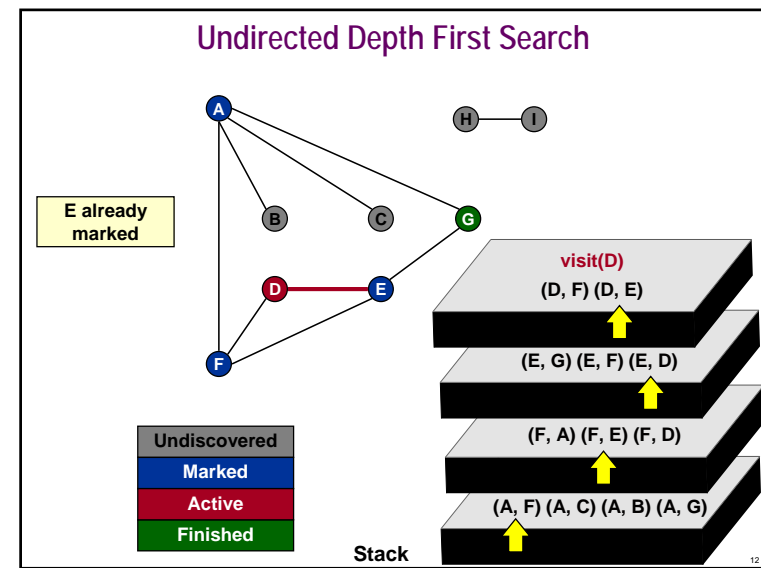 Undirected Depth First Search
A
H
I
E already
marked
B
C
G
visit(D)
D
E
(D, F) (D, E)
(E, G) (E, F) (E, D)
F
(F, A) (F, E) (F, D)
Undiscovered
Marked
Active
(A, F) (A, C) (A, B) (A, G)
Finished
Stack
12